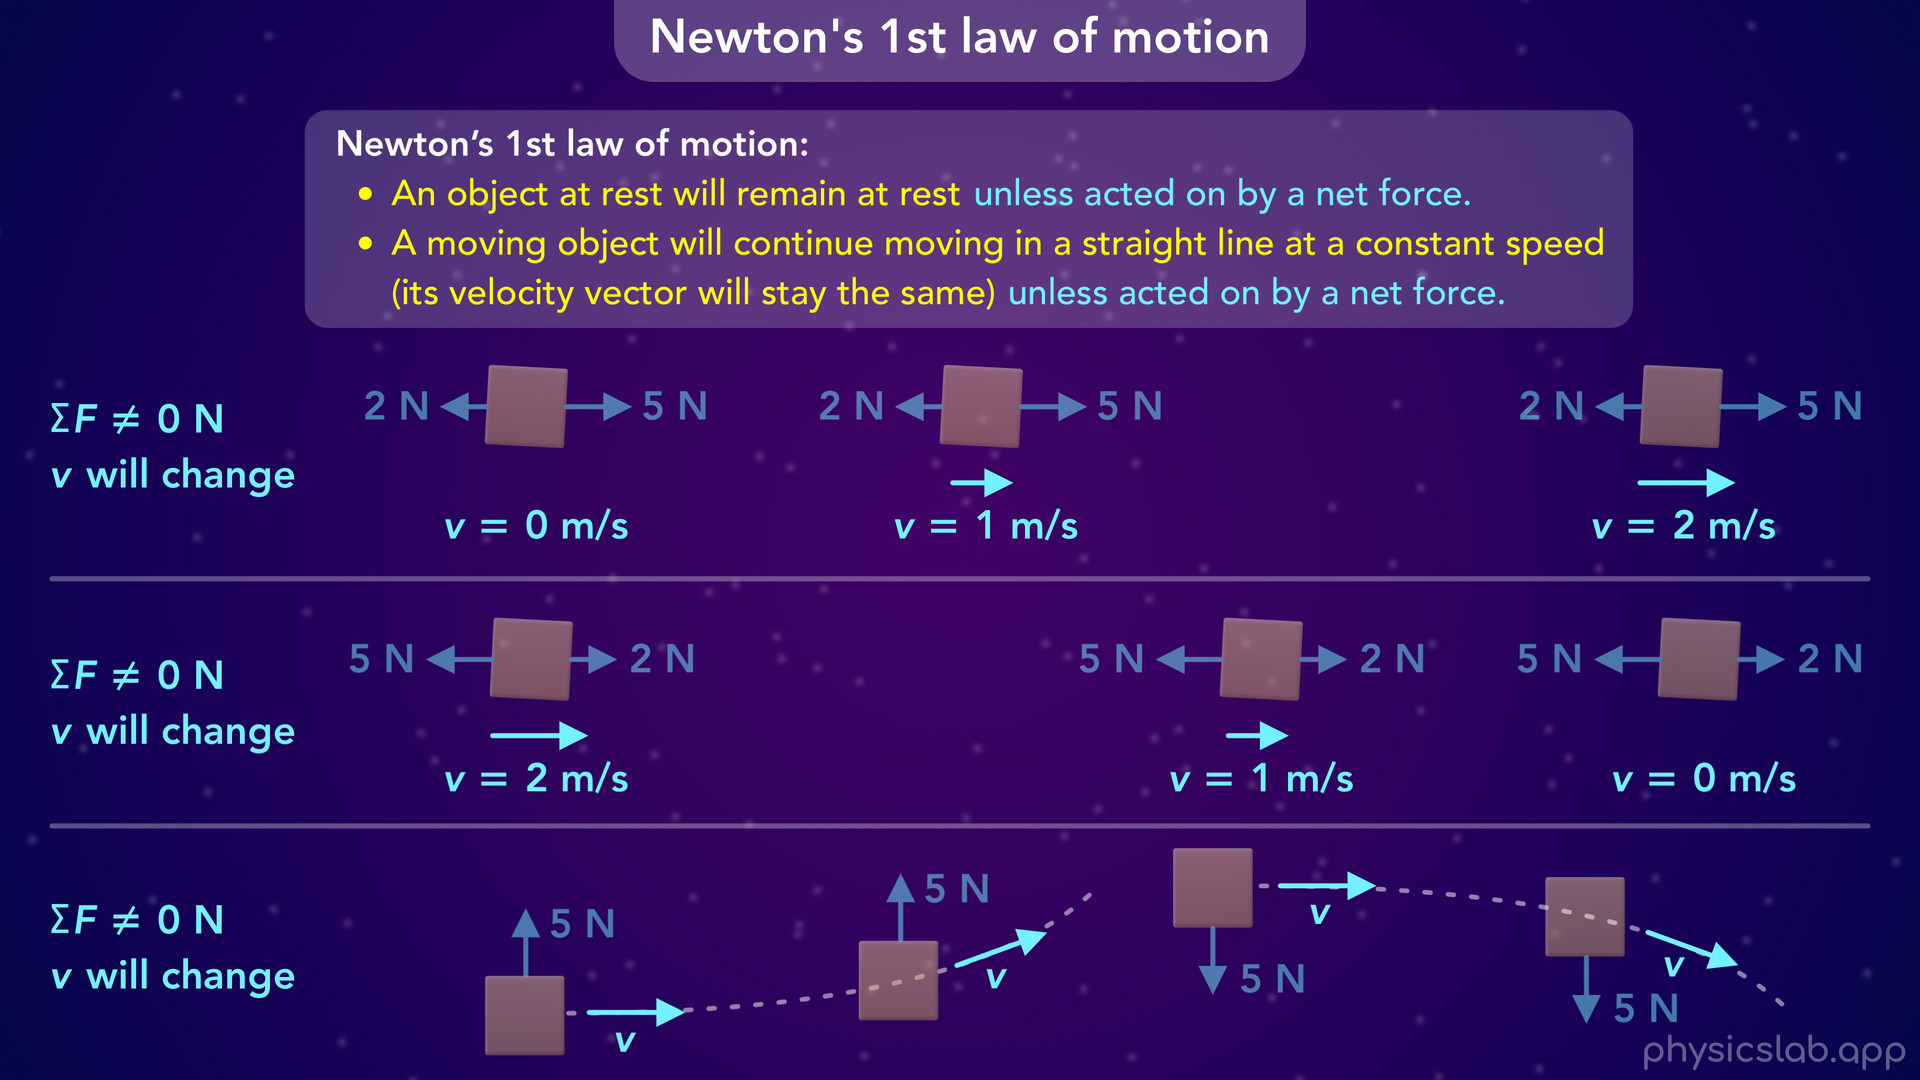 Newton's 1st law of motion
Newton’s 1st law of motion:
• An object at rest will remain at rest unless acted on by a net force.
• A moving object will continue moving in a straight line at a constant speed
(its velocity vector will stay the same) unless acted on by a net force.
ΣF ≠ 0 N
v will change
2 N 5 N
v = 0 m/s
2 N 5 N
v = 1 m/s
2 N 5 N
v = 2 m/s
ΣF ≠ 0 N
v will change
5 N 2 N
v = 2 m/s
5 N 2 N
v = 1 m/s
5 N 2 N
v = 0 m/s
ΣF ≠ 0 N
v will change
5 N
v
5 N
v
5 N
v
5 N
v
physicslab.app